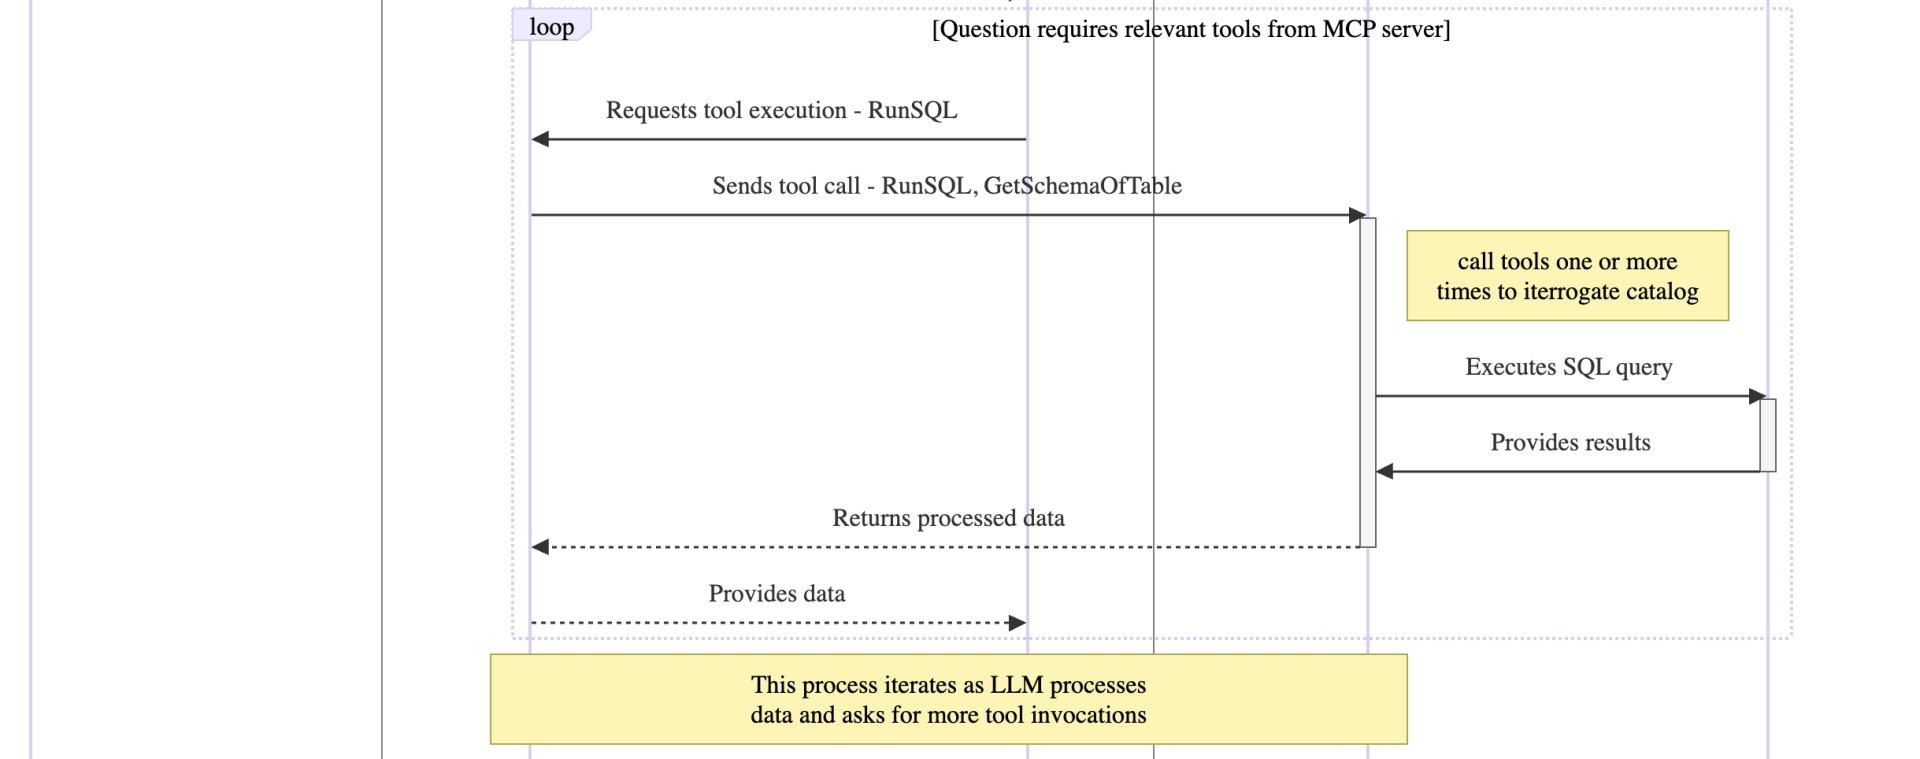 loop
[Question requires relevant tools from MCP server]
Requests tool execution - RunSQL
Sends tool call - RunSQL, GetSchemaOfTable
call tools one or more
times to iterrogate catalog
Executes SQL query
Provides results
Returns processed data
Provides data
This process iterates as LLM processes
data and asks for more tool invocations